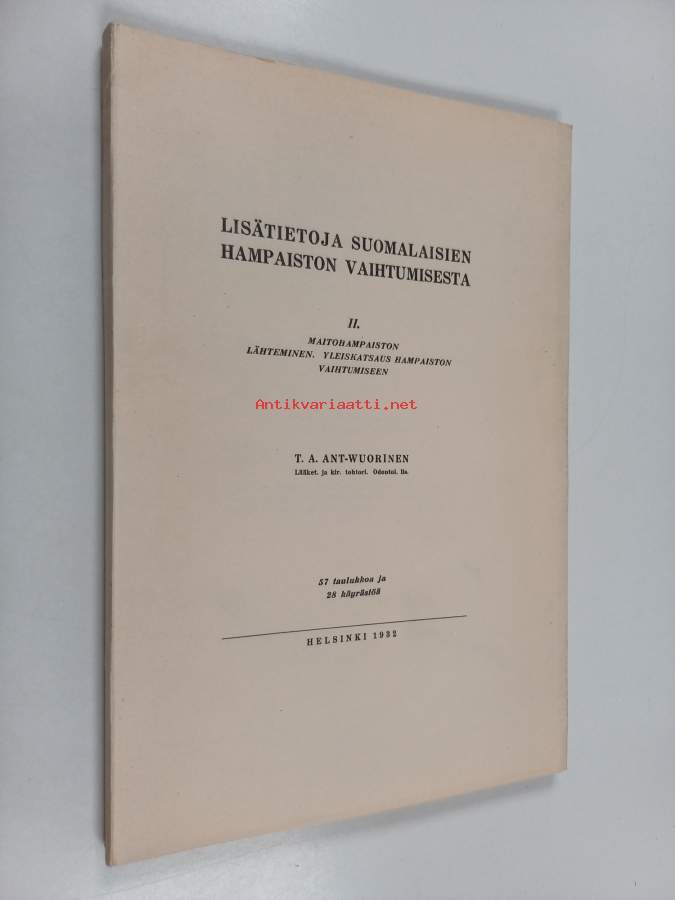 LISÄTIETOJA SUOMALAISIEN
HAMPAISTON VAIHTUMISESTA
II.
MAITOHAMPAISTON
LÄHTEMINEN. YLEISKATSAUS HAMPAISTON
VAIHTUMISEEN
Antikvariaatti.net
T. A. ANT-WUORINEN
Lääket. ja kir. tohtori. Odontol. lis.
57 taulukkoa ja
28 käyrästöä
HELSINKI 1932